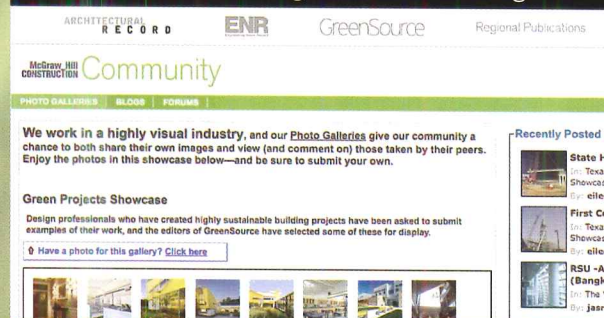 ARCHITECTURAL
RECORD
ENR
GreenSource
Regional Publications
McGraw Hill
CONSTRUCTION
Community
PHOTO GALLERIES
BLOGS
FORUMS
We work in a highly visual industry, and our Photo Galleries give our community a
chance to both share their own images and view (and comment on) those taken by their peers.
Enjoy the photos in this showcase below—and be sure to submit your own.
Green Projects Showcase
Design professionals who have created highly sustainable building projects have been asked to submit
examples of their work, and the editors of GreenSource have selected some of these for display.
Have a photo for this gallery? Click here
Recently Posted
State H
In: Texa
Showcas
By: eile
First C
In: Texa
Showcas
By: eile
RSU -A
(Bangk
In: The
By: jasr